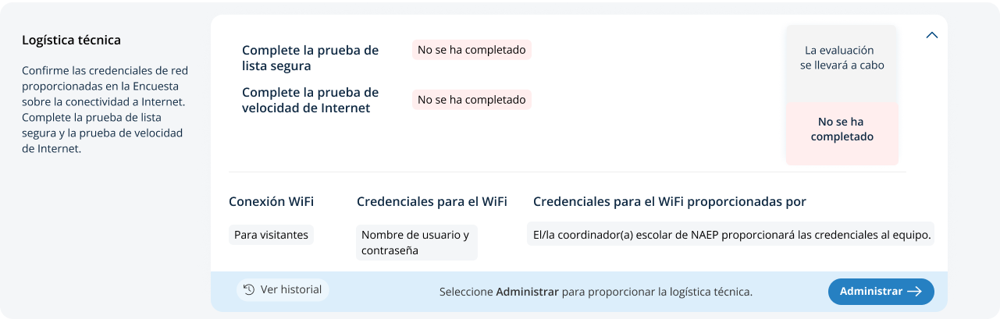 Logística técnica
Confirme las credenciales de red
proporcionadas en la Encuesta
sobre la conectividad a Internet.
Complete la prueba de lista
segura y la prueba de velocidad
de Internet.
Complete la prueba de
lista segura
No se ha completado
Complete la prueba de
velocidad de Internet
No se ha completado
La evaluación
se llevará a cabo
No se ha
completado
Conexión WiFi
Para visitantes
Credenciales para el WiFi
Nombre de usuario y
contraseña
Credenciales para el WiFi proporcionadas por
El/la coordinador(a) escolar de NAEP proporcionará las credenciales al equipo.
Ver historial
Seleccione Administrar para proporcionar la logística técnica.
Administrar